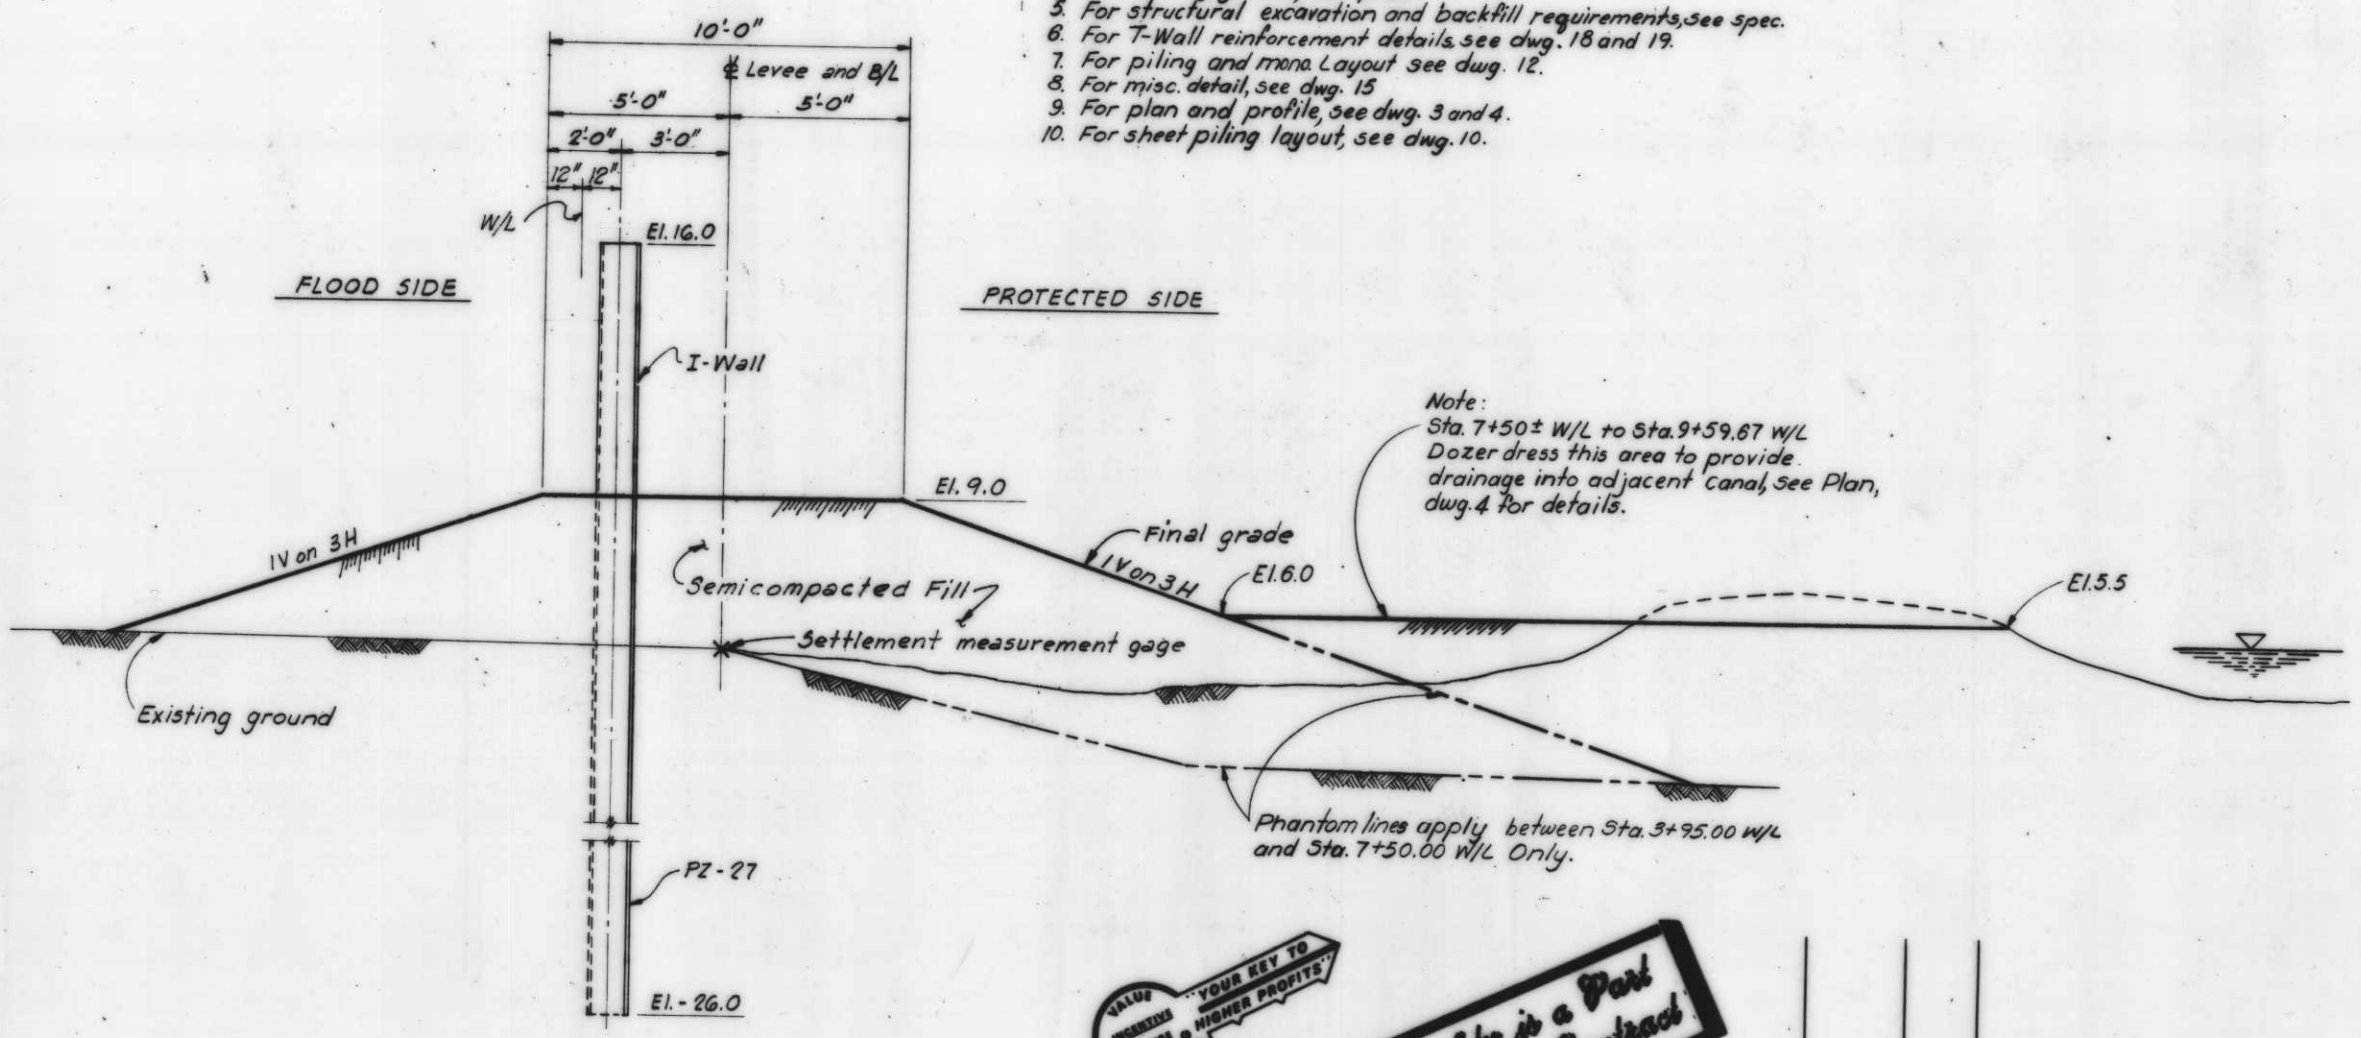 5. For structural excavation and backfill requirements, see spec.
6. For T-Wall reinforcement details, see dwg. 18 and 19.
7. For piling and mono. Layout see dwg. 12.
8. For misc. detail, see dwg. 15
9. For plan and profile, see dwg. 3 and 4.
10. For sheet piling layout, see dwg. 10.
10'-0"
℄ Levee and B/L
5'-0" 5'-0"
2'-0" 3'-0"
12" 12"
W/L
El. 16.0
FLOOD SIDE
PROTECTED SIDE
I-Wall
Note:
Sta. 7+50± W/L to Sta. 9+59.67 W/L
Dozer dress this area to provide.
drainage into adjacent canal, see Plan,
dwg. 4 for details.
El. 9.0
1V on 3H
Final grade
1V on 3H
El. 6.0
El. 5.5
Semicompacted Fill
Settlement measurement gage
Existing ground
Phantom lines apply between Sta. 3+95.00 W/L
and Sta. 7+50.00 W/L Only.
PZ-27
El. -26.0
VALUE
"YOUR KEY TO
HIGHER PROFITS"
is a Part